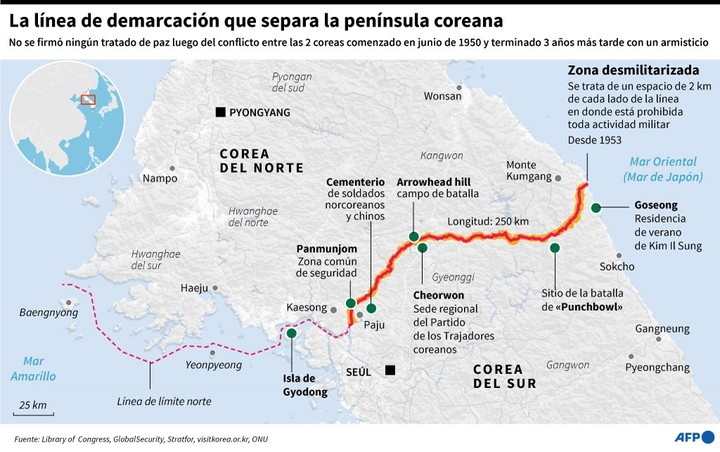 La línea de demarcación que separa la península coreana
No se firmó ningún tratado de paz luego del conflicto entre las 2 coreas comenzado en junio de 1950 y terminado 3 años más tarde con un armisticio
Zona desmilitarizada
Se trata de un espacio de 2 km
de cada lado de la línea
en donde está prohibida
toda actividad militar
Desde 1953
Pyongan
del sud
Wonsan
PYONGYANG
COREA
DEL NORTE
Kangwon
Monte
Kumgang
Mar Oriental
(Mar de Japón)
Nampo
Cementerio
de soldados
norcoreanos
y chinos
Arrowhead hill
campo de batalla
Longitud: 250 km
Goseong
Residencia
de verano
de Kim Il Sung
Hwanghae
del norte
Hwanghae
del sur
Panmunjom
Zona común
de seguridad
Sokcho
Gyeonggi
Haeju
Kaesong
Paju
Cheorwon
Sede regional
del Partido
de los Trajadores
coreanos
Sitio de la batalla
de «Punchbowl»
Baengnyong
Gangneung
Mar
Amarillo
Yeonpyeong
SEÚL
COREA
DEL SUR
Gangwon
Pyeongchang
Isla de
Gyodong
Línea de límite norte
25 km
Fuente: Library of Congress, GlobalSecurity, Stratfor, visitkorea.or.kr, ONU
AFP